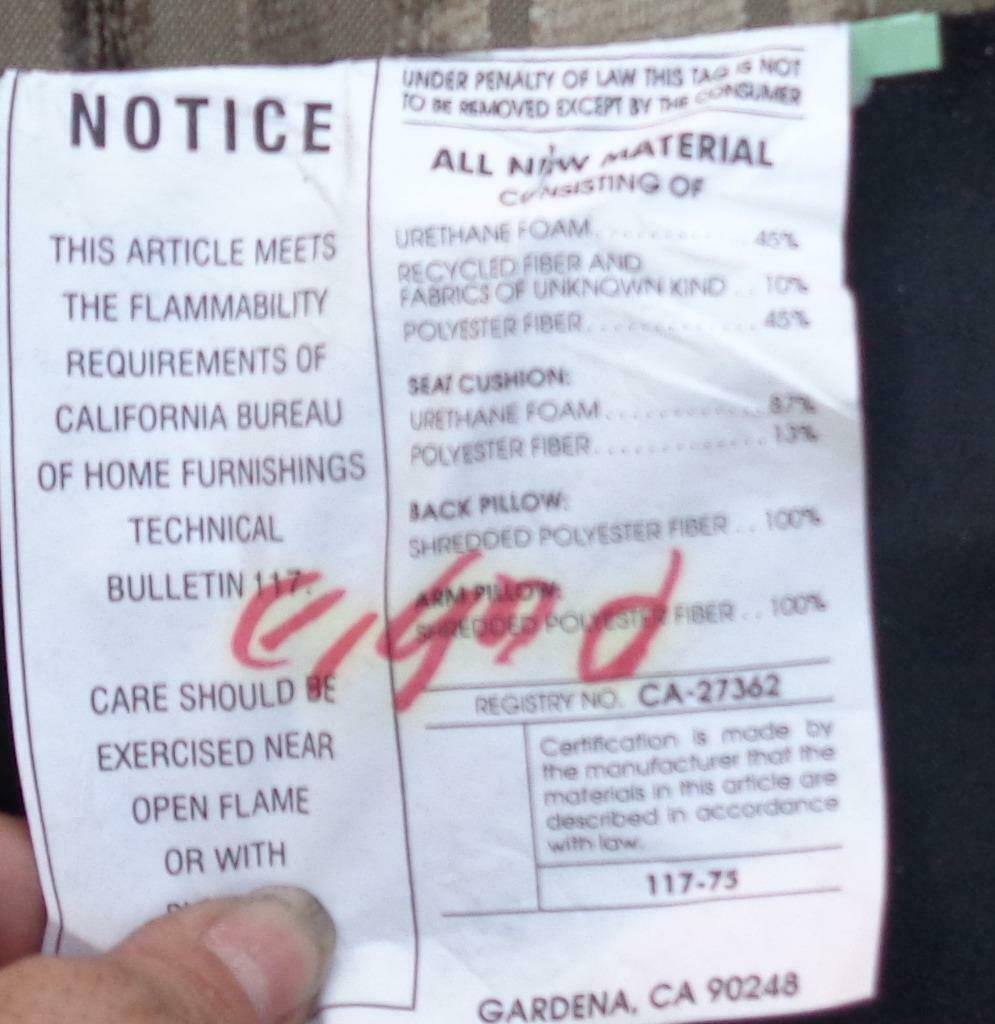 NOTICE
THIS ARTICLE MEETS
THE FLAMMABILITY
REQUIREMENTS OF
CALIFORNIA BUREAU
OF HOME FURNISHINGS
TECHNICAL
BULLETIN 117.
CARE SHOULD BE
EXERCISED NEAR
OPEN FLAME
OR WITH
UNDER PENALTY OF LAW THIS TAG IS NOT
TO BE REMOVED EXCEPT BY THE CONSUMER
ALL NEW MATERIAL
CONSISTING OF
URETHANE FOAM.......... 45%
RECYCLED FIBER AND
FABRICS OF UNKNOWN KIND .. 10%
POLYESTER FIBER............. 45%
SEAT CUSHION:
URETHANE FOAM............. 87%
POLYESTER FIBER............. 13%
BACK PILLOW:
SHREDDED POLYESTER FIBER .. 100%
ARM PILLOW:
SHREDDED POLYESTER FIBER .. 100%
REGISTRY NO. CA-27362
Certification is made by
the manufacturer that the
materials in this article are
described in accordance
with law.
117-75
GARDENA, CA 90248